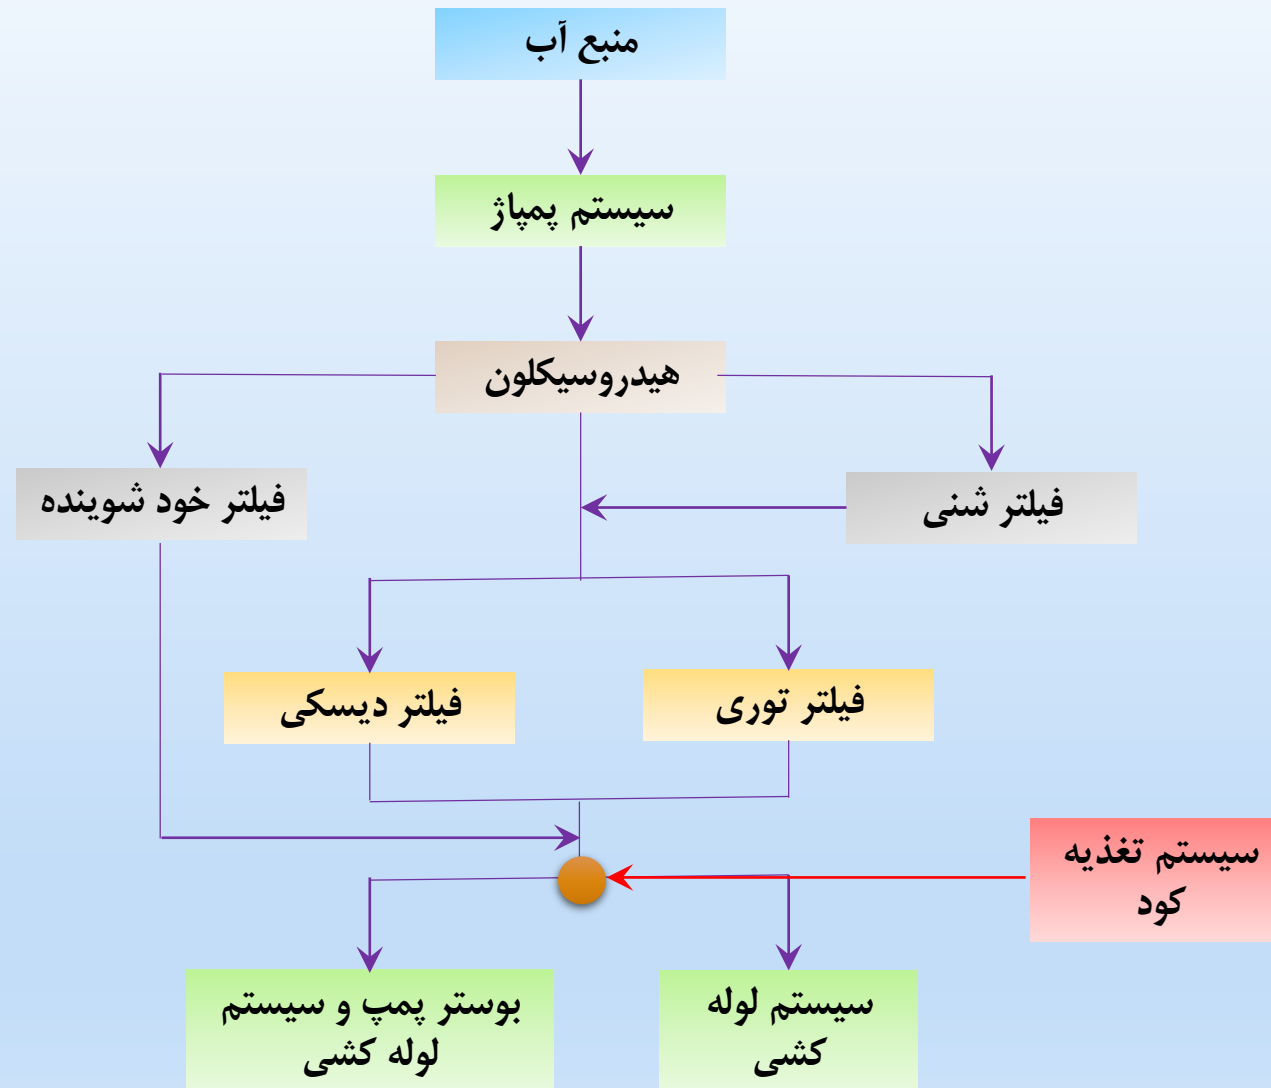 منبع آب
سیستم پمپاژ
هیدروسیکلون
فیلتر شنی
فیلتر خود شوینده
فیلتر توری
فیلتر دیسکی
سیستم تغذیه
کود
سیستم لوله
کشی
بوستر پمپ و سیستم
لوله کشی